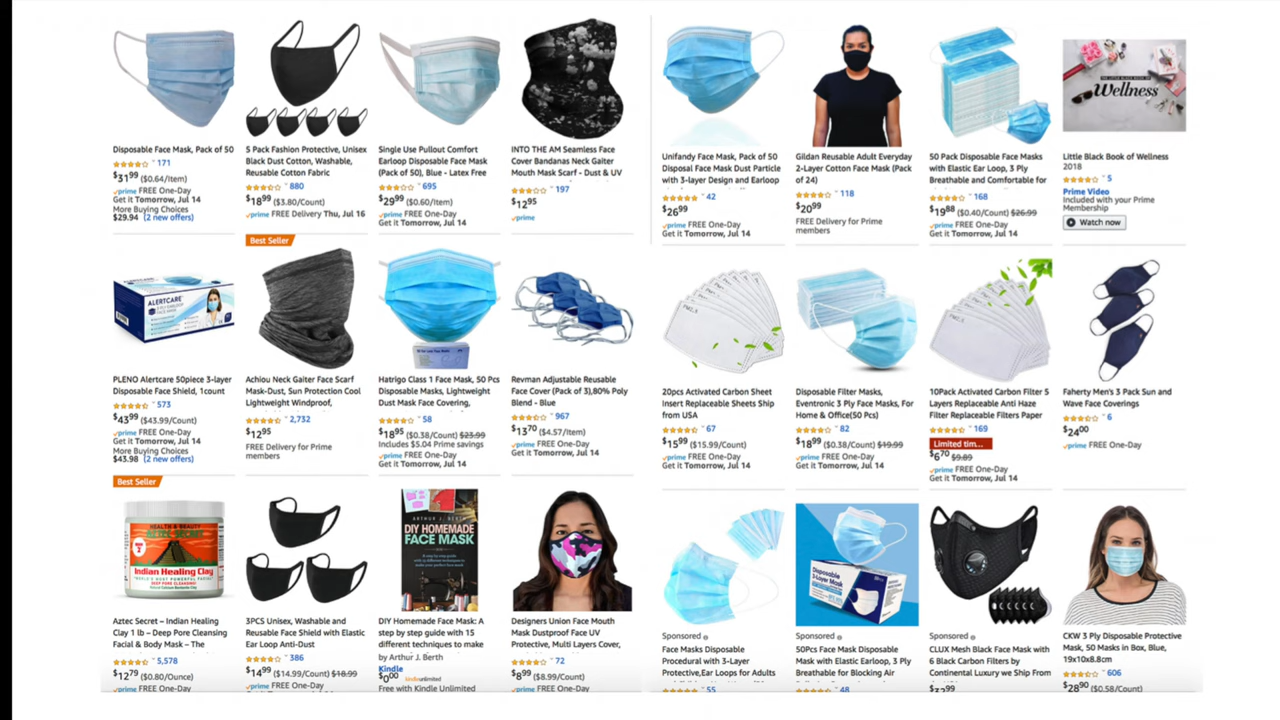 Disposable Face Mask, Pack of 50
171
$31.99 ($0.64/Item)
prime FREE One-Day
Get it Tomorrow, Jul 14
More Buying Choices
$29.94 (2 new offers)
5 Pack Fashion Protective, Unisex
Black Dust Cotton, Washable,
Reusable Cotton Fabric
880
$18.99 ($3.80/Count)
prime FREE Delivery Thu, Jul 16
Single Use Pullout Comfort
Earloop Disposable Face Mask
(Pack of 50), Blue - Latex Free
695
$29.99 ($0.60/Item)
prime FREE One-Day
Get it Tomorrow, Jul 14
INTO THE AM Seamless Face
Cover Bandanas Neck Gaiter
Mouth Mask Scarf - Dust & UV
197
$12.95
prime
Unifandy Face Mask, Pack of 50
Disposal Face Mask Dust Particle
with 3-layer Design and Earloop
42
$26.99
prime FREE One-Day
Get it Tomorrow, Jul 14
Gildan Reusable Adult Everyday
2-Layer Cotton Face Mask (Pack
of 24)
118
$20.99
FREE Delivery for Prime
members
50 Pack Disposable Face Masks
with Elastic Ear Loop, 3 Ply
Breathable and Comfortable for
168
$19.88 ($0.40/Count) $26.99
prime FREE One-Day
Get it Tomorrow, Jul 14
Wellness
Little Black Book of Wellness
2018
5
Prime Video
Included with your Prime
Membership
Watch now
ALERTCARE
PLENO Alertcare 50piece 3-layer
Disposable Face Shield, 1count
573
$43.99 ($43.99/Count)
prime FREE One-Day
Get it Tomorrow, Jul 14
More Buying Choices
$43.98 (2 new offers)
Best Seller
Achiou Neck Gaiter Face Scarf
Mask-Dust, Sun Protection Cool
Lightweight Windproof,
2,732
$12.95
FREE Delivery for Prime
members
Hatrigo Class 1 Face Mask, 50 Pcs
Disposable Masks, Lightweight
Dust Mask Face Covering,
58
$18.95 ($0.38/Count) $23.99
Includes $5.04 Prime savings
prime FREE One-Day
Get it Tomorrow, Jul 14
Revman Adjustable Reusable
Face Cover (Pack of 3),80% Poly
Blend - Blue
967
$13.70 ($4.57/Item)
prime FREE One-Day
Get it Tomorrow, Jul 14
PM2.5
20pcs Activated Carbon Sheet
Insert Replaceable Sheets Ship
from USA
67
$15.99 ($15.99/Count)
prime FREE One-Day
Get it Tomorrow, Jul 14
Disposable Filter Masks,
Eventronic 3 Ply Face Masks, For
Home & Office(50 Pcs)
82
$18.99 ($0.38/Count) $19.99
prime FREE One-Day
Get it Tomorrow, Jul 14
PM2.5
10Pack Activated Carbon Filter 5
Layers Replaceable Anti Haze
Filter Replaceable Filters Paper
169
Limited tim...
$6.70 $9.89
prime FREE One-Day
Get it Tomorrow, Jul 14
Faherty Men's 3 Pack Sun and
Wave Face Coverings
6
$24.00
prime FREE One-Day
Best Seller
HEALTH & BEAUTY
AZTEC SECRET
Indian Healing Clay
DEEP PORE CLEANSING!
Aztec Secret – Indian Healing
Clay 1 lb – Deep Pore Cleansing
Facial & Body Mask – The
5,578
$12.79 ($0.80/Ounce)
prime FREE One-Day
3PCS Unisex, Washable and
Reusable Face Shield with Elastic
Ear Loop Anti-Dust
386
$14.99 ($14.99/Count) $18.99
prime FREE One-Day
ARTHUR J. BERTH
DIY HOMEMADE
FACE MASK
DIY Homemade Face Mask: A
step by step guide with 15
different techniques to make
by Arthur J. Berth
Kindle
$0.00 kindleunlimited
Free with Kindle Unlimited
Designers Union Face Mouth
Mask Dustproof Face UV
Protective, Multi Layers Cover,
72
$8.99 ($8.99/Count)
prime FREE One-Day
Sponsored
Face Masks Disposable
Procedural with 3-Layer
Protective,Ear Loops for Adults
55
Disposable
3-Layer Mask
Sponsored
50Pcs Face Mask Disposable
Mask with Elastic Earloop, 3 Ply
Breathable for Blocking Air
48
Sponsored
CLUX Mesh Black Face Mask with
6 Black Carbon Filters by
Continental Luxury we Ship From
CKW 3 Ply Disposable Protective
Mask, 50 Masks in Box, Blue,
19x10x8.8cm
606
$28.90 ($0.58/Count)